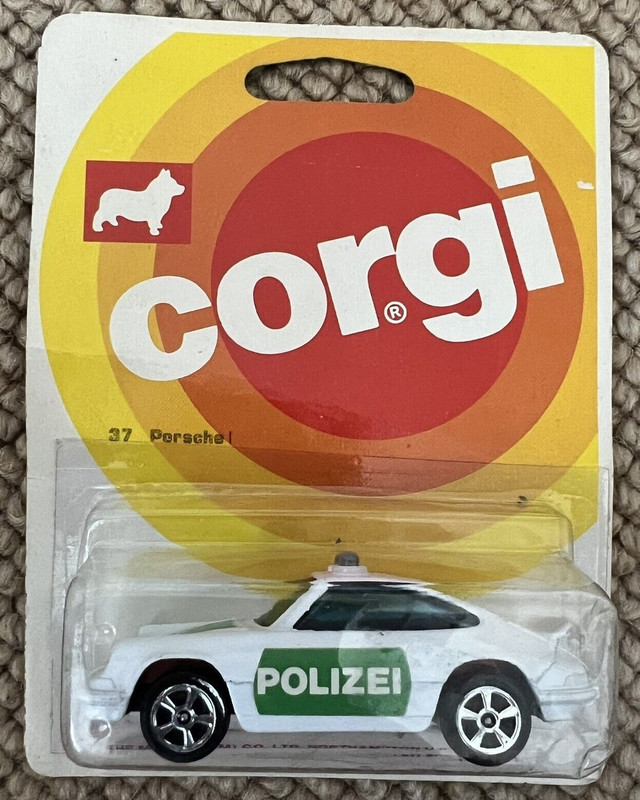 corgi®
37 Porsche
POLIZEI